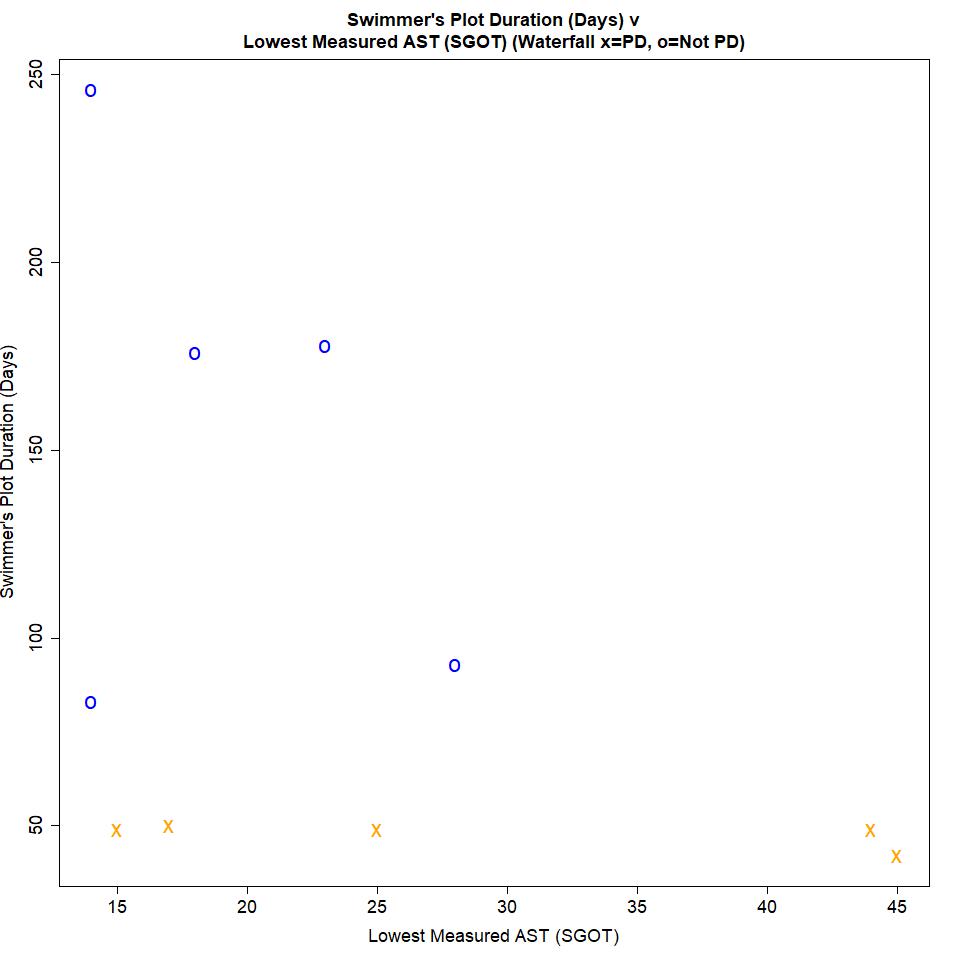 Swimmer's Plot Duration (Days) v
Lowest Measured AST (SGOT) (Waterfall x=PD, o=Not PD)
Swimmer's Plot Duration (Days)
250
200
150
100
50
o
o
o
o
o
x
x
x
x
x
15 20 25 30 35 40 45
Lowest Measured AST (SGOT)